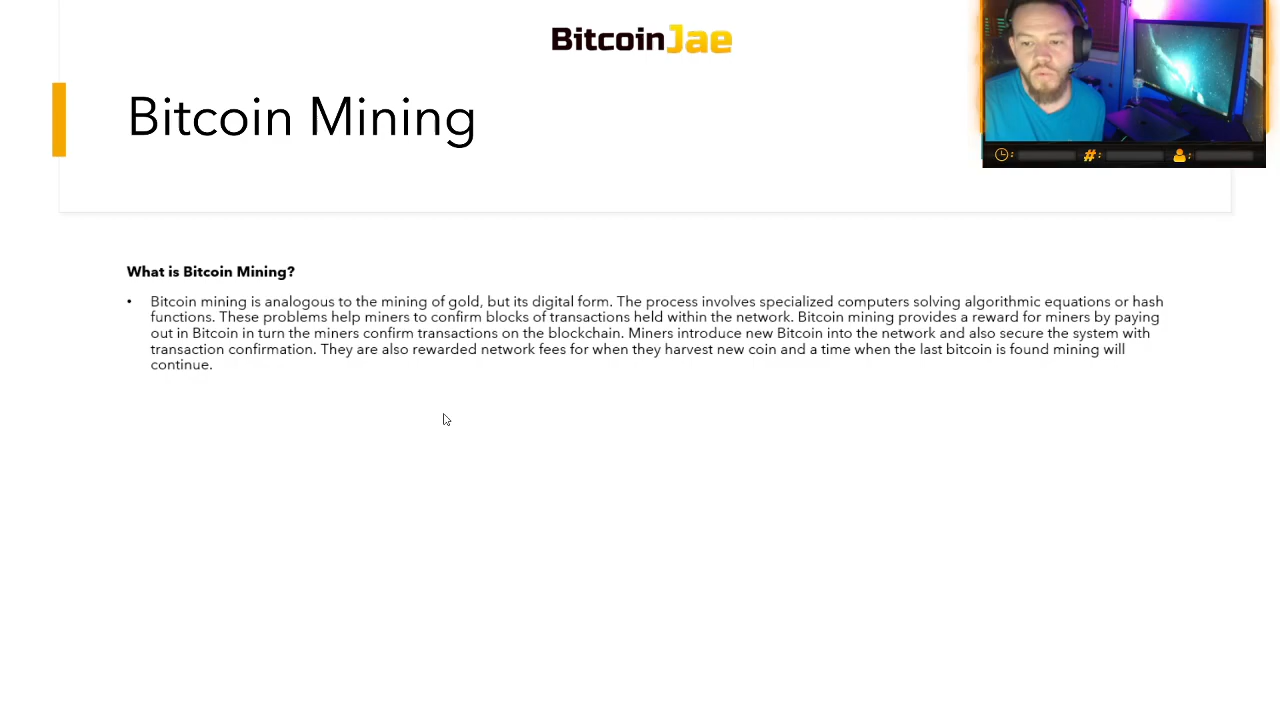 BitcoinJae
Bitcoin Mining
What is Bitcoin Mining?
• Bitcoin mining is analogous to the mining of gold, but its digital form. The process involves specialized computers solving algorithmic equations or hash
functions. These problems help miners to confirm blocks of transactions held within the network. Bitcoin mining provides a reward for miners by paying
out in Bitcoin in turn the miners confirm transactions on the blockchain. Miners introduce new Bitcoin into the network and also secure the system with
transaction confirmation. They are also rewarded network fees for when they harvest new coin and a time when the last bitcoin is found mining will
continue.
# :